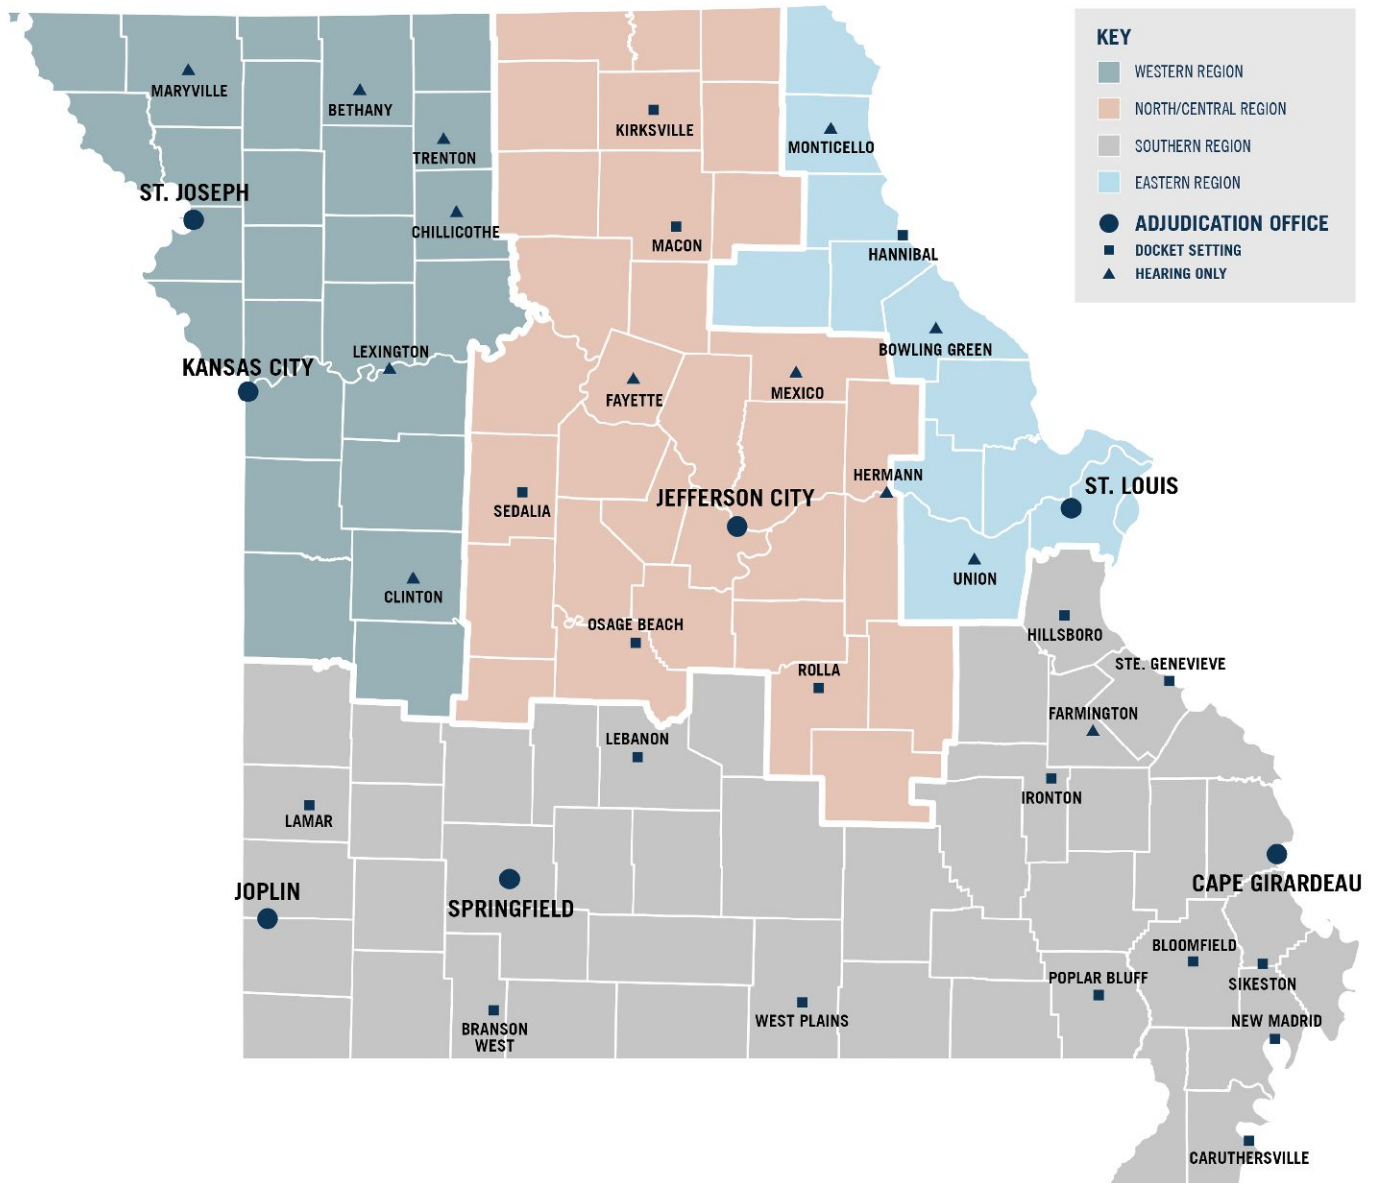 KEY
WESTERN REGION
NORTH/CENTRAL REGION
SOUTHERN REGION
EASTERN REGION
ADJUDICATION OFFICE
DOCKET SETTING
HEARING ONLY
MARYVILLE
BETHANY
TRENTON
KIRKSVILLE
MONTICELLO
ST. JOSEPH
CHILLICOTHE
MACON
HANNIBAL
LEXINGTON
KANSAS CITY
FAYETTE
MEXICO
BOWLING GREEN
SEDALIA
JEFFERSON CITY
HERMANN
ST. LOUIS
CLINTON
OSAGE BEACH
UNION
HILLSBORO
ROLLA
STE. GENEVIEVE
FARMINGTON
LEBANON
IRONTON
LAMAR
JOPLIN
SPRINGFIELD
CAPE GIRARDEAU
BLOOMFIELD
SIKESTON
POPLAR BLUFF
NEW MADRID
BRANSON
WEST
WEST PLAINS
CARUTHERSVILLE